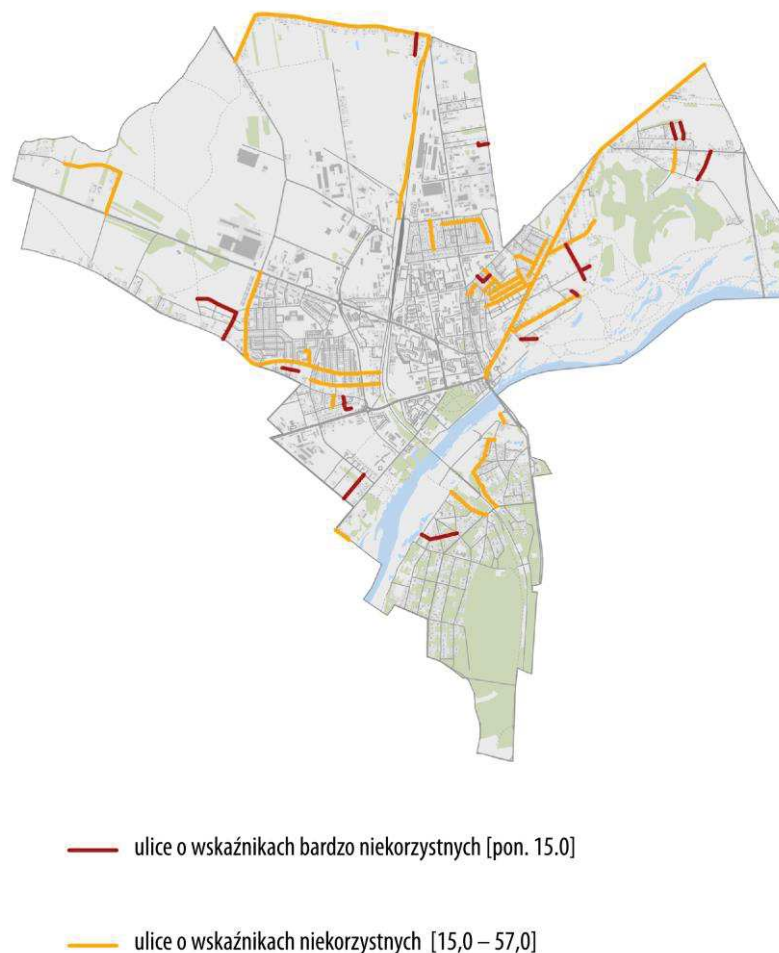 ulice o wskaźnikach bardzo niekorzystnych [pon. 15.0]
ulice o wskaźnikach niekorzystnych [15,0 – 57,0]